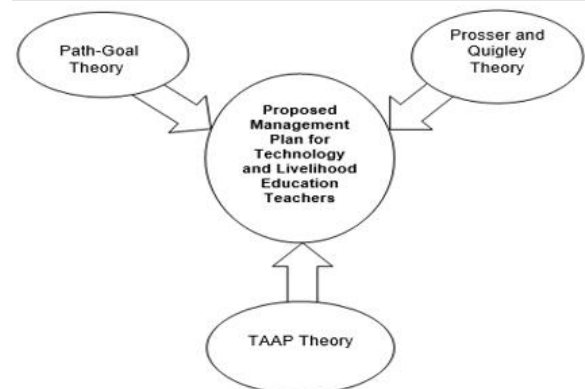 Path-Goal
Theory
Prosser and
Quigley
Theory
Proposed
Management
Plan for
Technology
and Livelihood
Education
Teachers
TAAP Theory